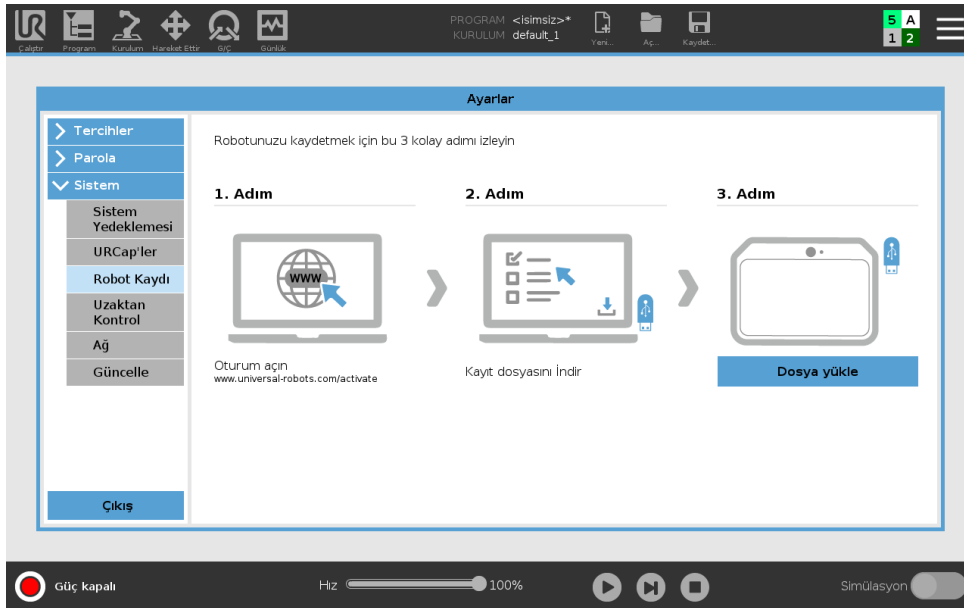 UR
Çalıştır
Program
Kurulum
Hareket Ettir
G/Ç
Günlük
PROGRAM <isimsiz>*
KURULUM default_1
Yeni...
Aç...
Kaydet...
5 A
1 2
Ayarlar
Tercihler
Parola
Sistem
Sistem
Yedeklemesi
URCap'ler
Robot Kaydı
Uzaktan
Kontrol
Ağ
Güncelle
Çıkış
Robotunuzu kaydetmek için bu 3 kolay adımı izleyin
1. Adım
WWW
Oturum açın
www.universal-robots.com/activate
2. Adım
Kayıt dosyasını İndir
3. Adım
Dosya yükle
Güç kapalı
Hız 100%
Simülasyon